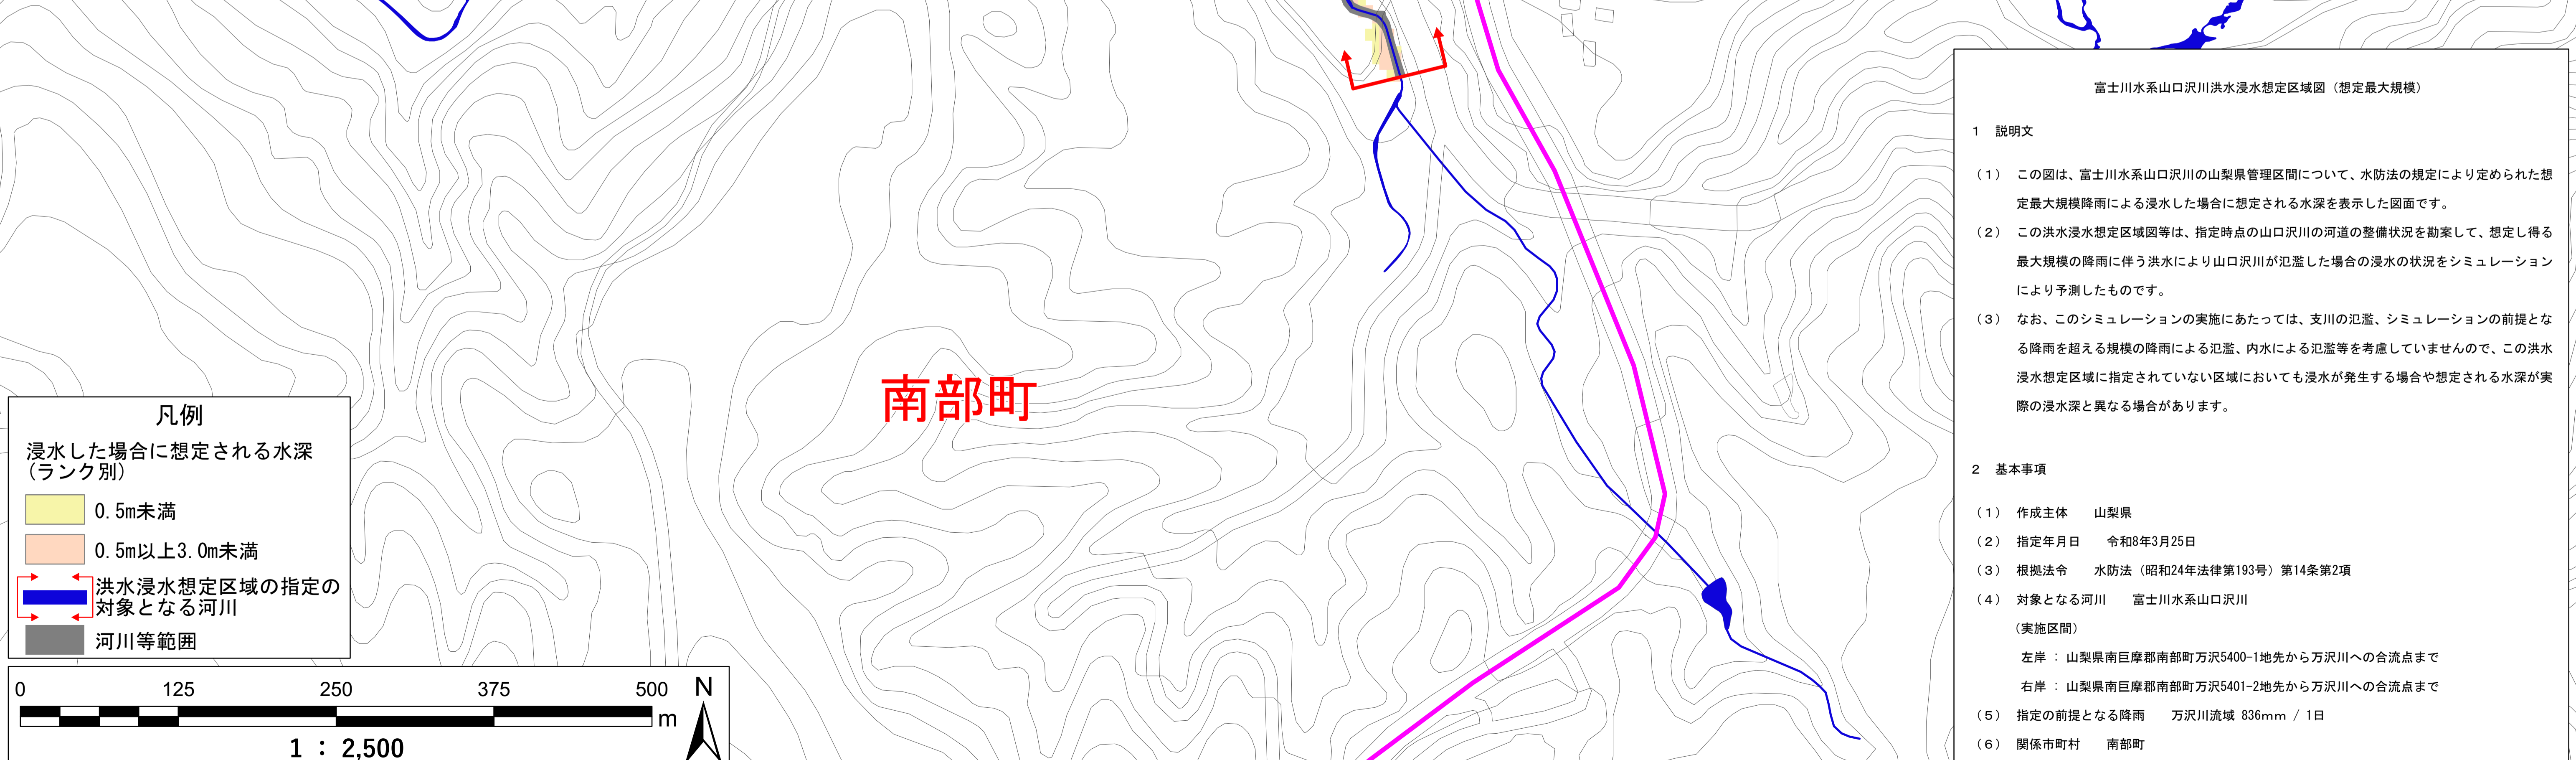 南部町
凡例
浸水した場合に想定される水深
(ランク別)
0.5m未満
0.5m以上3.0m未満
洪水浸水想定区域の指定の
対象となる河川
河川等範囲
0 125 250 375 500
m
N
1 : 2,500
富士川水系山口沢川洪水浸水想定区域図（想定最大規模）
1 説明文
（1） この図は、富士川水系山口沢川の山梨県管理区間について、水防法の規定により定められた想
定最大規模降雨による浸水した場合に想定される水深を表示した図面です。
（2） この洪水浸水想定区域図等は、指定時点の山口沢川の河道の整備状況を勘案して、想定し得る
最大規模の降雨に伴う洪水により山口沢川が氾濫した場合の浸水の状況をシミュレーション
により予測したものです。
（3） なお、このシミュレーションの実施にあたっては、支川の氾濫、シミュレーションの前提とな
る降雨を超える規模の降雨による氾濫、内水による氾濫等を考慮していませんので、この洪水
浸水想定区域に指定されていない区域においても浸水が発生する場合や想定される水深が実
際の浸水深と異なる場合があります。
2 基本事項
（1） 作成主体 山梨県
（2） 指定年月日 令和8年3月25日
（3） 根拠法令 水防法（昭和24年法律第193号）第14条第2項
（4） 対象となる河川 富士川水系山口沢川
（実施区間）
左岸 : 山梨県南巨摩郡南部町万沢5400-1地先から万沢川への合流点まで
右岸 : 山梨県南巨摩郡南部町万沢5401-2地先から万沢川への合流点まで
（5） 指定の前提となる降雨 万沢川流域 836mm / 1日
（6） 関係市町村 南部町